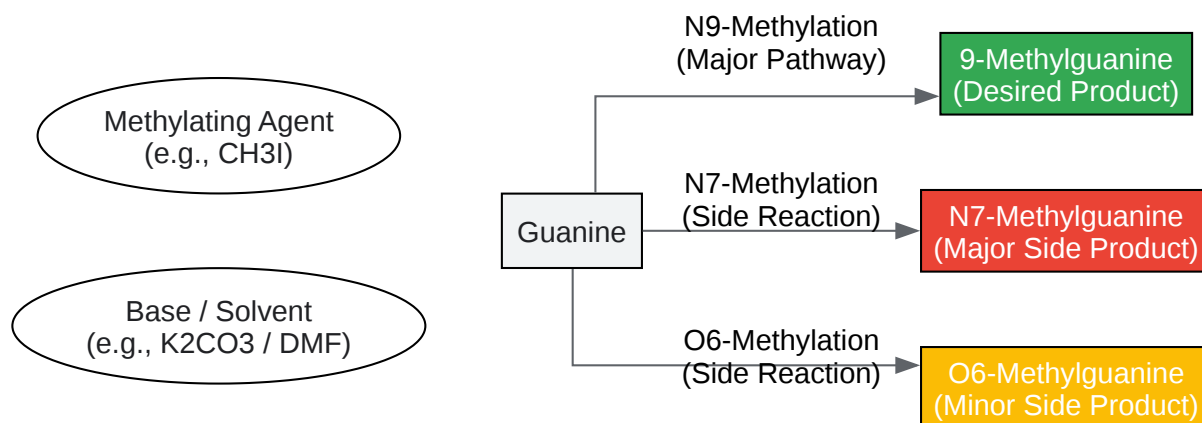 Methylating Agent
(e.g., CH3I)
Base / Solvent
(e.g., K2CO3 / DMF)
Guanine
N9-Methylation
(Major Pathway)
9-Methylguanine
(Desired Product)
N7-Methylation
(Side Reaction)
N7-Methylguanine
(Major Side Product)
O6-Methylation
(Side Reaction)
O6-Methylguanine
(Minor Side Product)